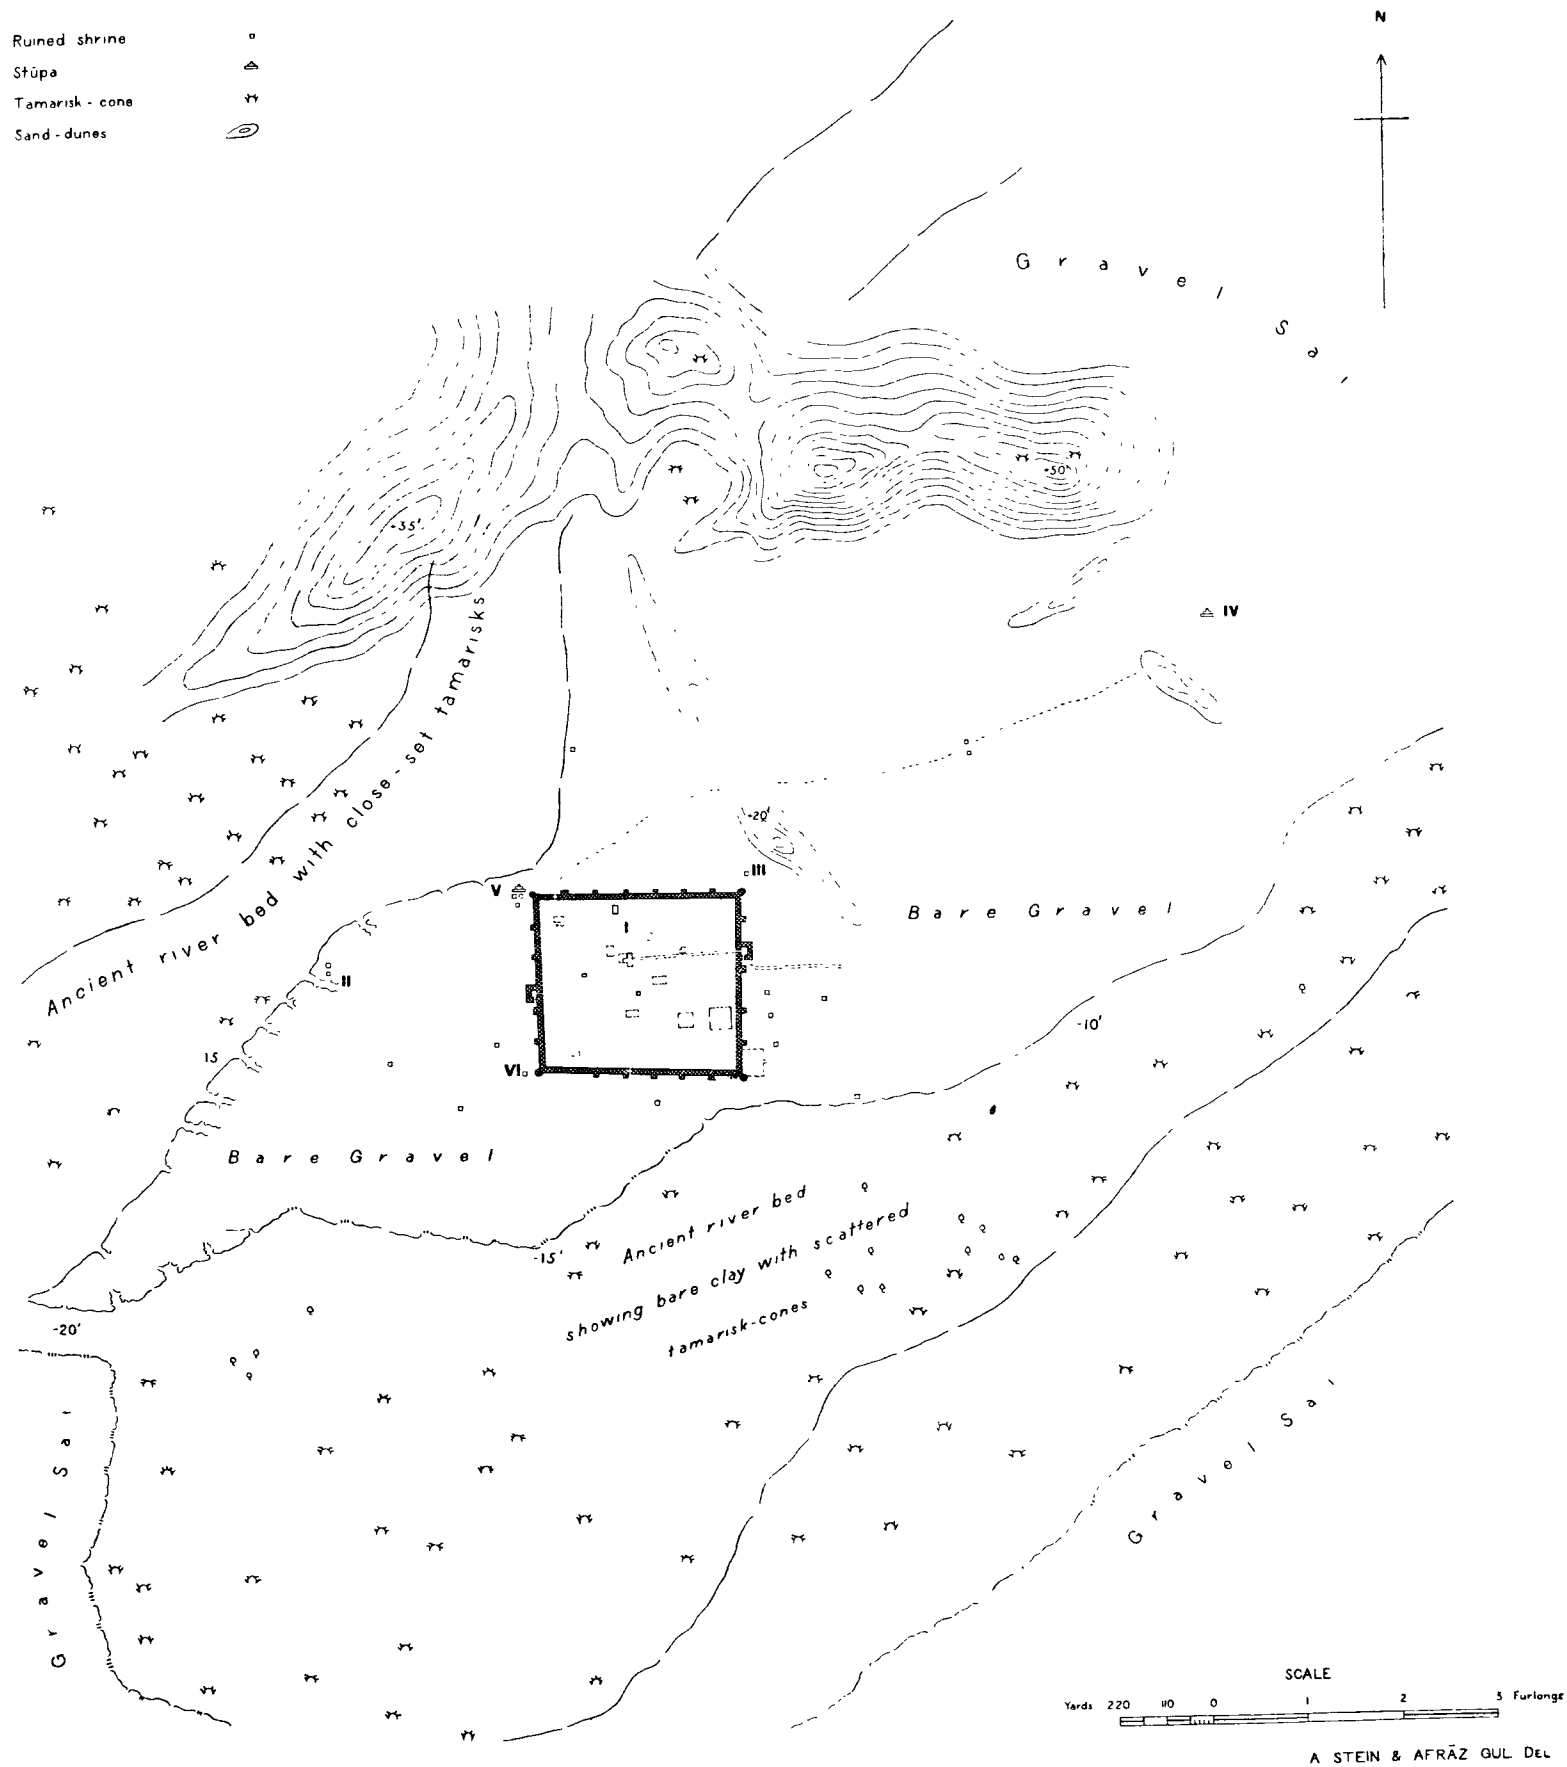 Ruined shrine
Stūpa
Tamarisk-cone
Sand-dunes
N
Gravel Sai
+50'
+35'
IV
Ancient river bed with close-set tamarisks
-20'
III
V
I
Bare Gravel
II
-10'
15
VI
Bare Gravel
-15'
Ancient river bed
showing bare clay with scattered
tamarisk-cones
-20'
Gravel Sai
Gravel Sai
SCALE
Yards 220 110 0 1 2 3 Furlongs
A STEIN & AFRĀZ GUL DEL